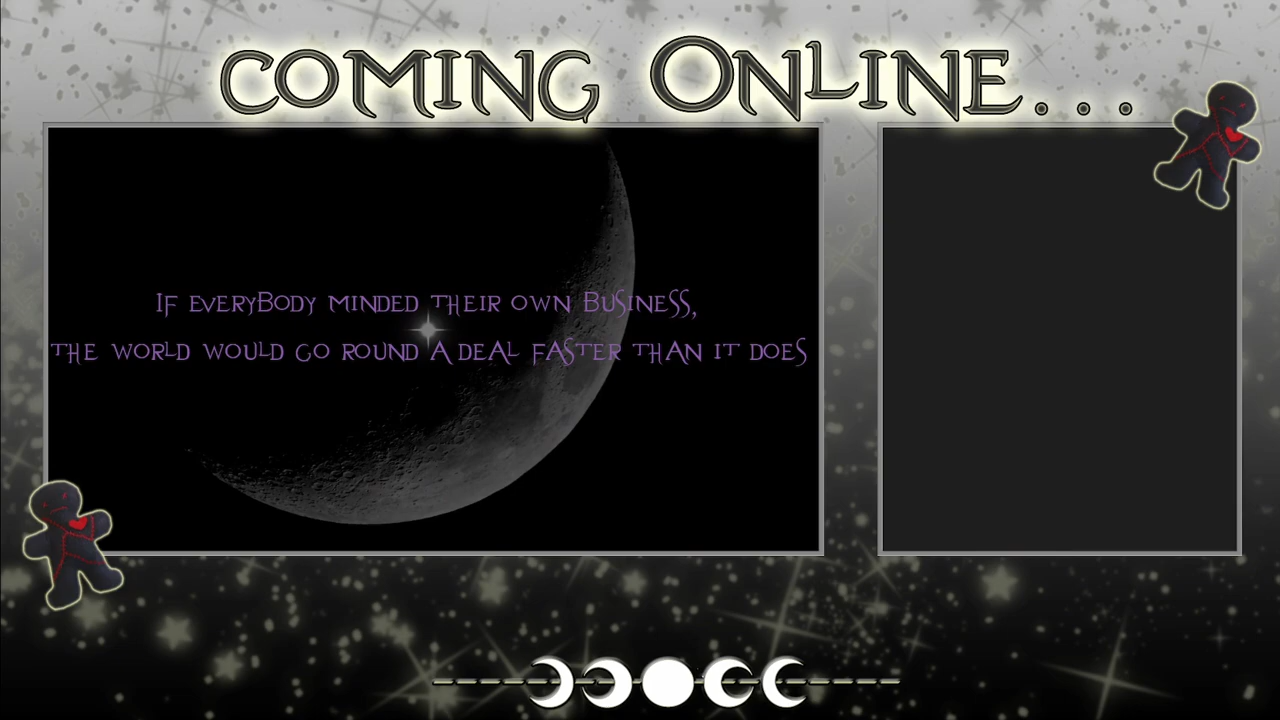 COMING ONLINE...
IF EVERYBODY MINDED THEIR OWN BUSINESS,
THE WORLD WOULD GO ROUND A DEAL FASTER THAN IT DOES